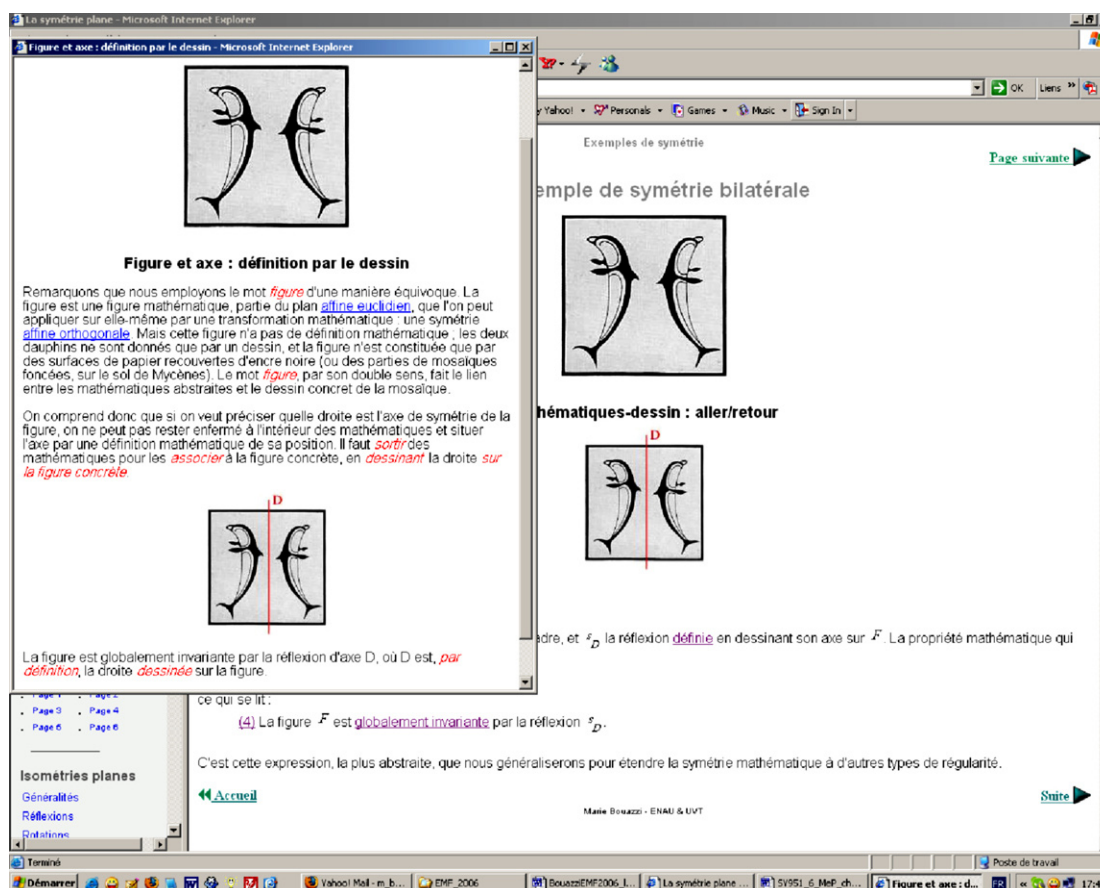 La symétrie plane - Microsoft Internet Explorer
Figure et axe : définition par le dessin - Microsoft Internet Explorer
OK Liens »
Yahoo! Personals Games Music Sign In
Figure et axe : définition par le dessin
Remarquons que nous employons le mot figure d'une manière équivoque. La
figure est une figure mathématique, partie du plan affine euclidien, que l'on peut
appliquer sur elle-même par une transformation mathématique : une symétrie
affine orthogonale. Mais cette figure n'a pas de définition mathématique ; les deux
dauphins ne sont donnés que par un dessin, et la figure n'est constituée que par
des surfaces de papier recouvertes d'encre noire (ou des parties de mosaïques
foncées, sur le sol de Mycènes). Le mot figure, par son double sens, fait le lien
entre les mathématiques abstraites et le dessin concret de la mosaïque.
On comprend donc que si on veut préciser quelle droite est l'axe de symétrie de la
figure, on ne peut pas rester enfermé à l'intérieur des mathématiques et situer
l'axe par une définition mathématique de sa position. Il faut sortir des
mathématiques pour les associer à la figure concrète, en dessinant la droite sur
la figure concrète.
D
La figure est globalement invariante par la réflexion d'axe D, où D est, par
définition, la droite dessinée sur la figure.
Exemples de symétrie
Page suivante
emple de symétrie bilatérale
hématiques-dessin : aller/retour
D
adre, et s_D la réflexion définie en dessinant son axe sur F. La propriété mathématique qui
ce qui se lit :
(4) La figure F est globalement invariante par la réflexion s_D.
C'est cette expression, la plus abstraite, que nous généraliserons pour étendre la symétrie mathématique à d'autres types de régularité.
Accueil
Suite
Marie Bouazzi - ENAU & UVT
. Page 1 . Page 2
. Page 3 . Page 4
. Page 5 . Page 6
Isométries planes
Généralités
Réflexions
Rotations
Terminé
Poste de travail
Démarrer
Yahoo! Mail - m_b...
EMF_2006
BouazziEMF2006_I...
La symétrie plane ...
SY951_6_MeP_ch...
Figure et axe : d...
FR
«